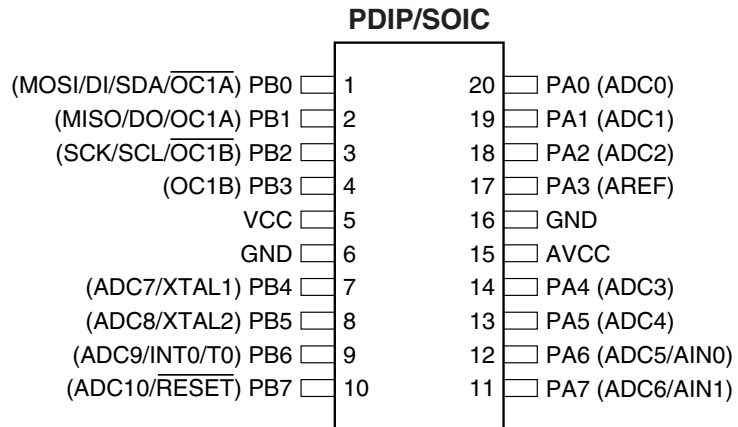 PDIP/SOIC
(MOSI/DI/SDA/O̅C̅1̅A̅) PB0 1 20 PA0 (ADC0)
(MISO/DO/OC1A) PB1 2 19 PA1 (ADC1)
(SCK/SCL/O̅C̅1̅B̅) PB2 3 18 PA2 (ADC2)
(OC1B) PB3 4 17 PA3 (AREF)
VCC 5 16 GND
GND 6 15 AVCC
(ADC7/XTAL1) PB4 7 14 PA4 (ADC3)
(ADC8/XTAL2) PB5 8 13 PA5 (ADC4)
(ADC9/INT0/T0) PB6 9 12 PA6 (ADC5/AIN0)
(ADC10/R̅E̅S̅E̅T̅) PB7 10 11 PA7 (ADC6/AIN1)